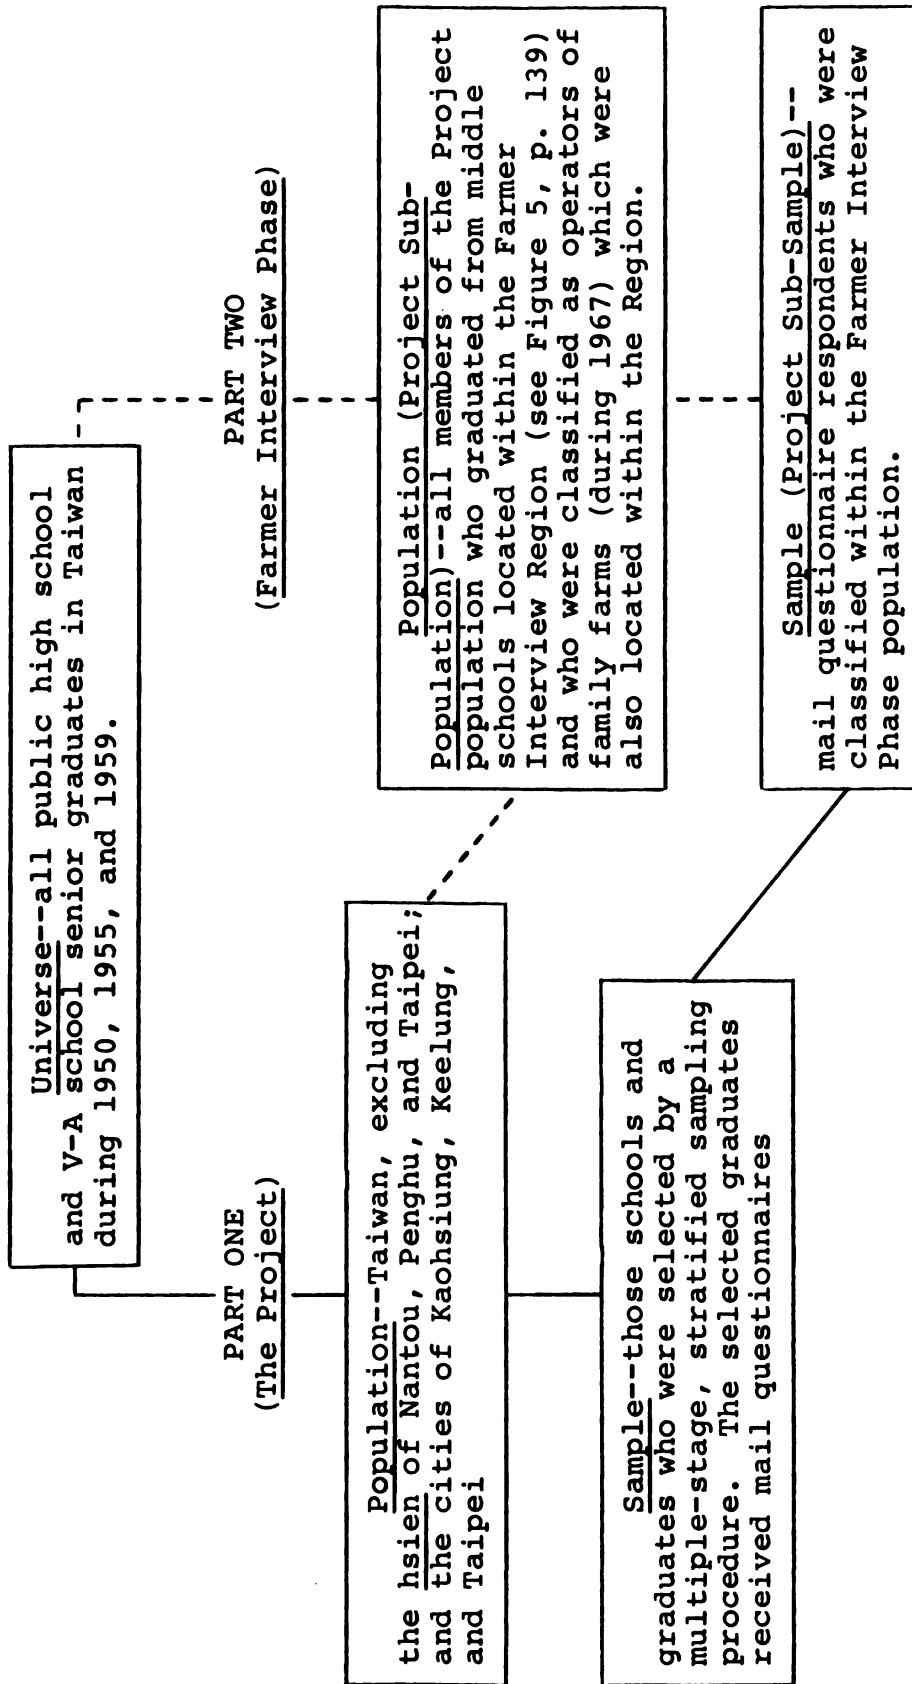 Universe--all public high school
and V-A school senior graduates in Taiwan
during 1950, 1955, and 1959.
PART ONE
(The Project)
Population--Taiwan, excluding
the hsien of Nantou, Penghu, and Taipei;
and the cities of Kaohsiung, Keelung,
and Taipei
Sample--those schools and
graduates who were selected by a
multiple-stage, stratified sampling
procedure. The selected graduates
received mail questionnaires
PART TWO
(Farmer Interview Phase)
Population (Project Sub-
Population)--all members of the Project
population who graduated from middle
schools located within the Farmer
Interview Region (see Figure 5, p. 139)
and who were classified as operators of
family farms (during 1967) which were
also located within the Region.
Sample (Project Sub-Sample)--
mail questionnaire respondents who were
classified within the Farmer Interview
Phase population.